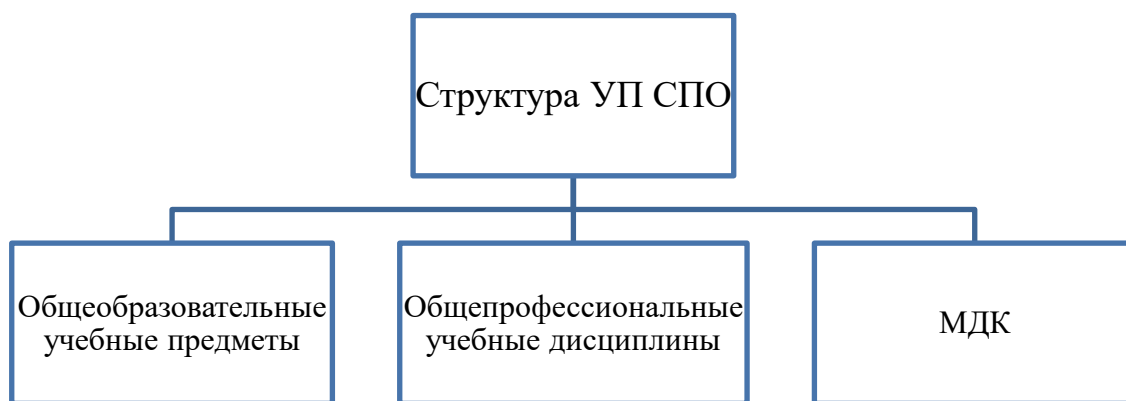 Структура УП СПО
Общеобразовательные
учебные предметы
Общепрофессиональные
учебные дисциплины
МДК